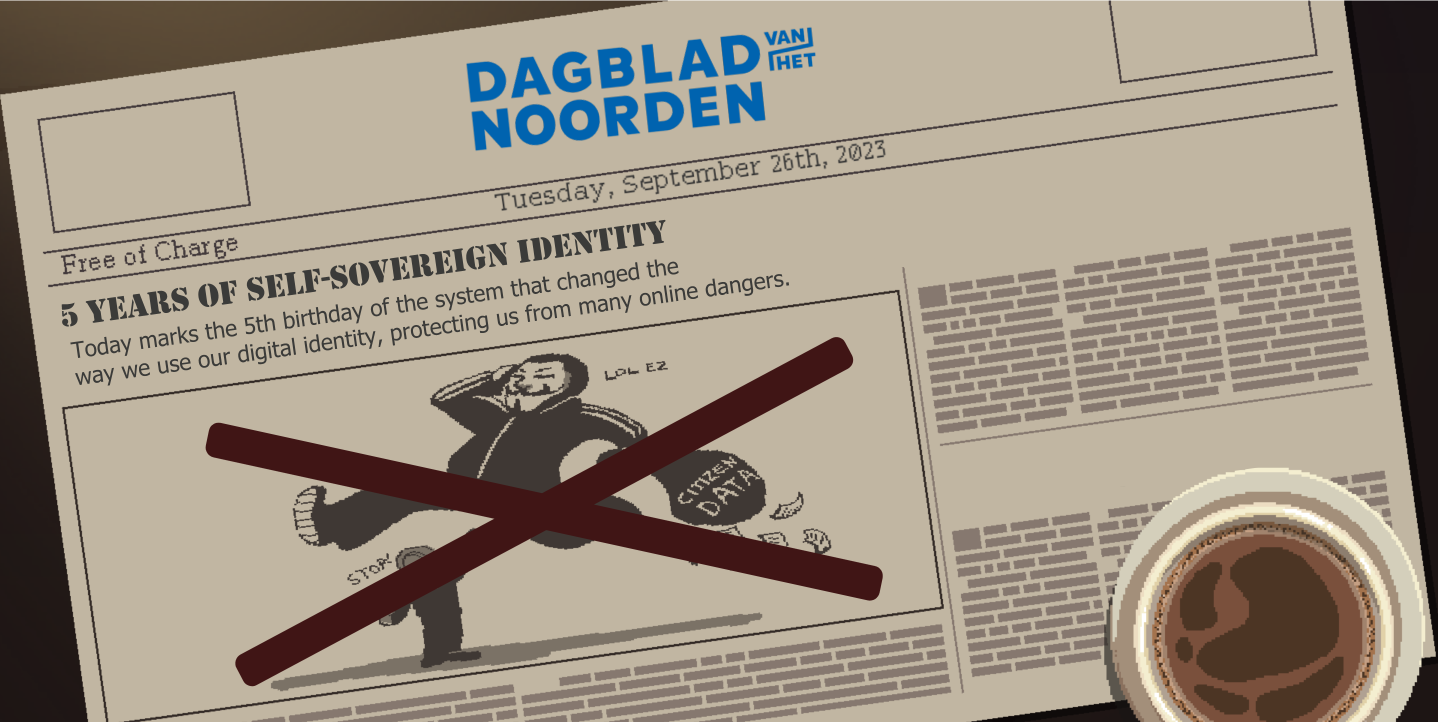 DAGBLAD VAN HET
NOORDEN
Tuesday, September 26th, 2023
Free of Charge
5 YEARS OF SELF-SOVEREIGN IDENTITY
Today marks the 5th birthday of the system that changed the
way we use our digital identity, protecting us from many online dangers.
LOL EZ
CITIZEN
DATA
STOP!